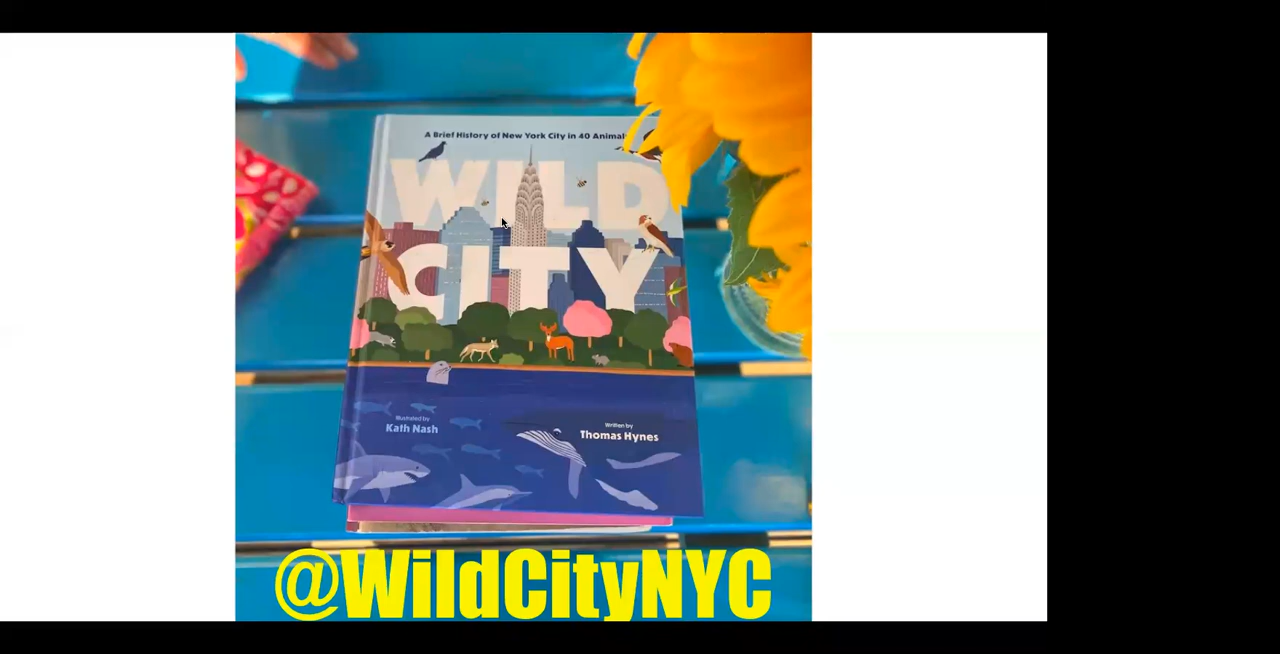 A Brief History of New York City in 40 Animals
WILD
CITY
Illustrated by
Kath Nash
Written by
Thomas Hynes
@WildCityNYC